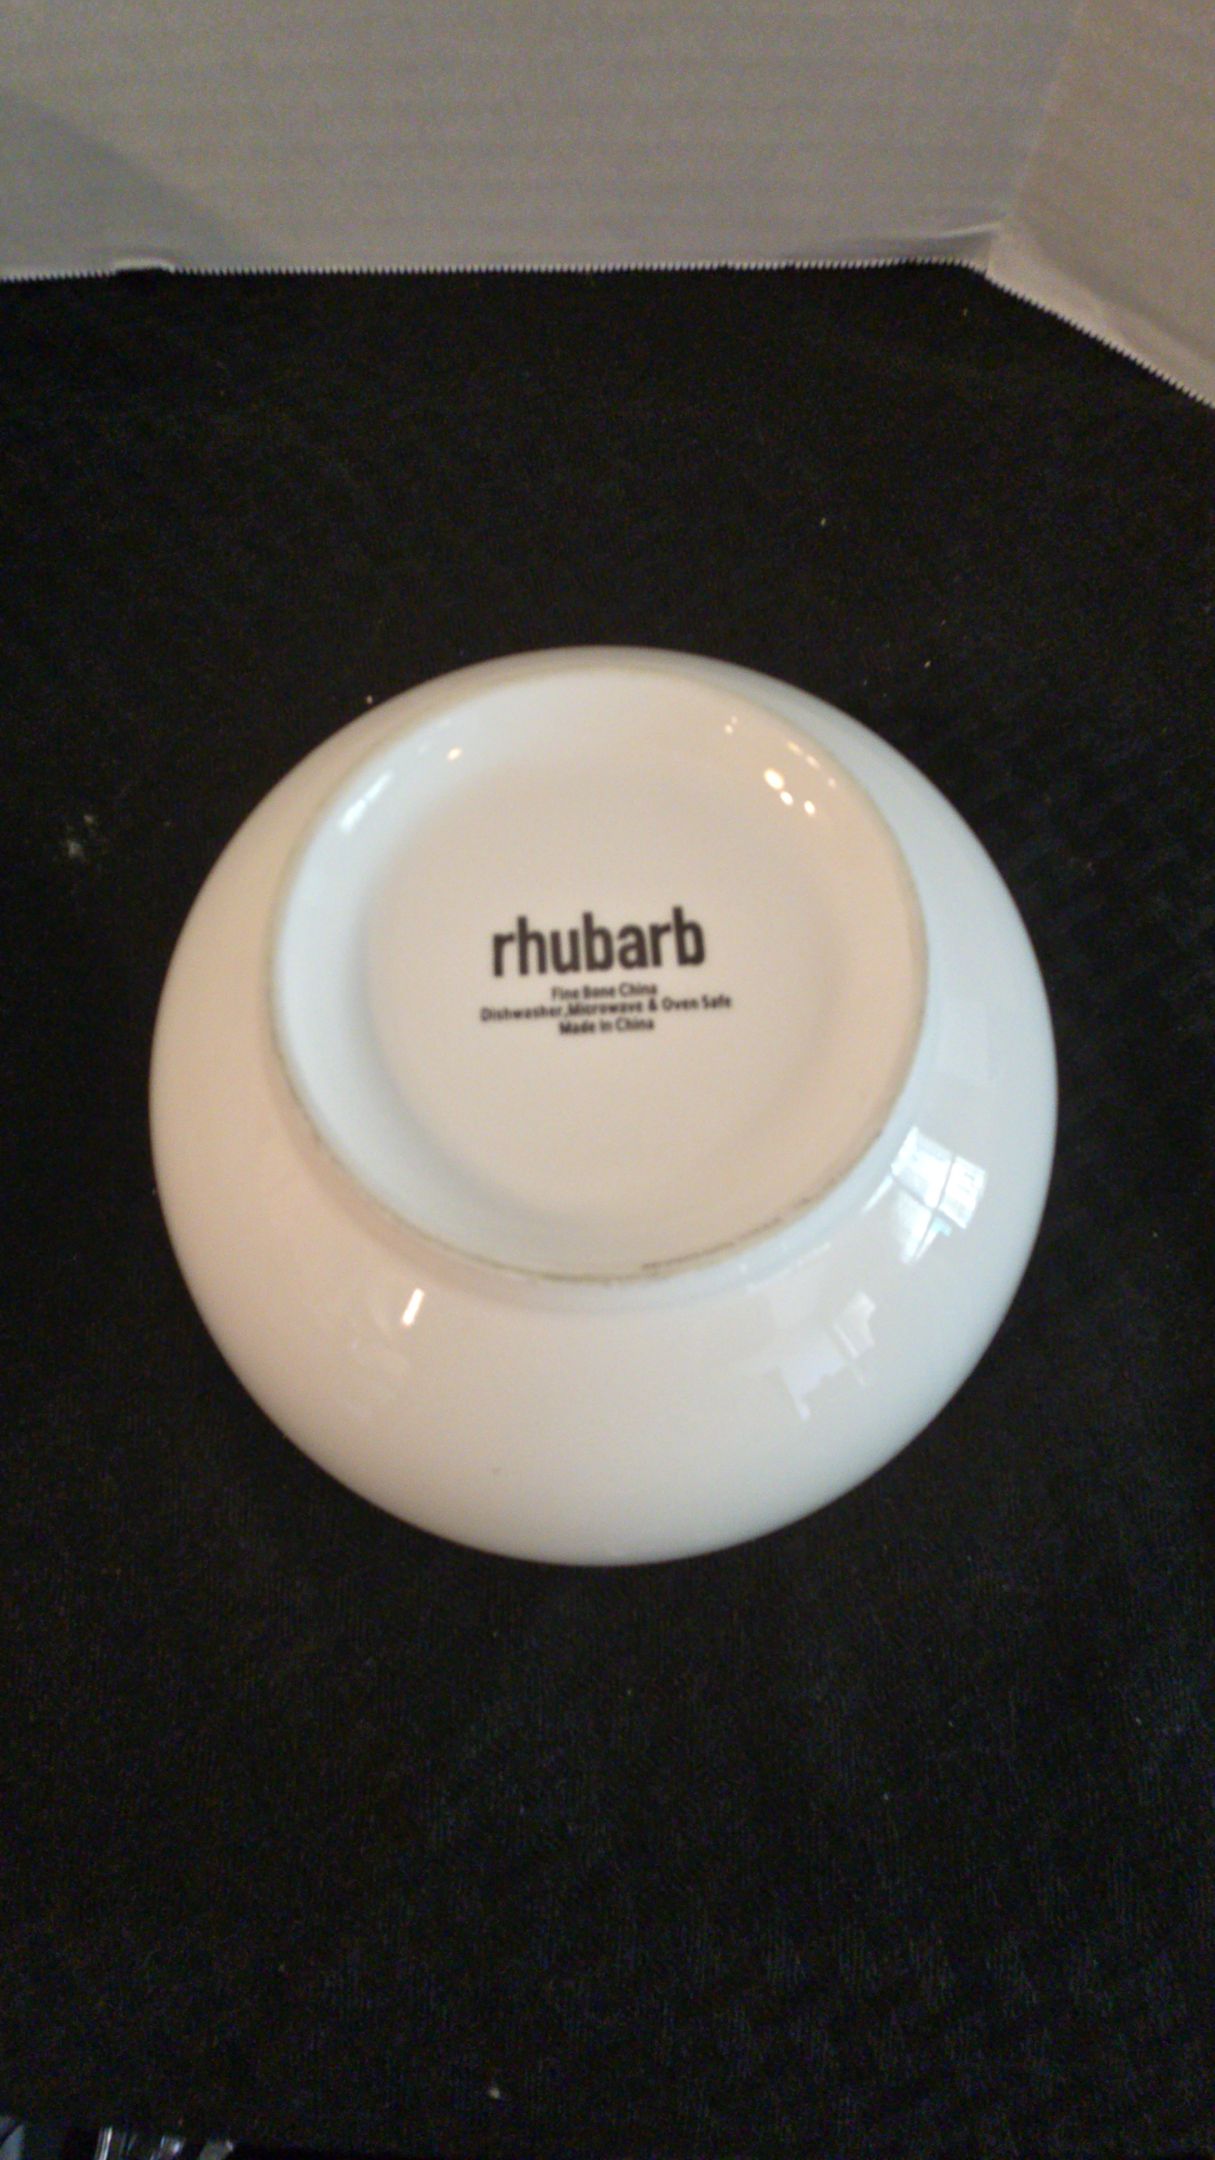 rhubarb
Fine Bone China
Dishwasher,Microwave & Oven Safe
Made in China